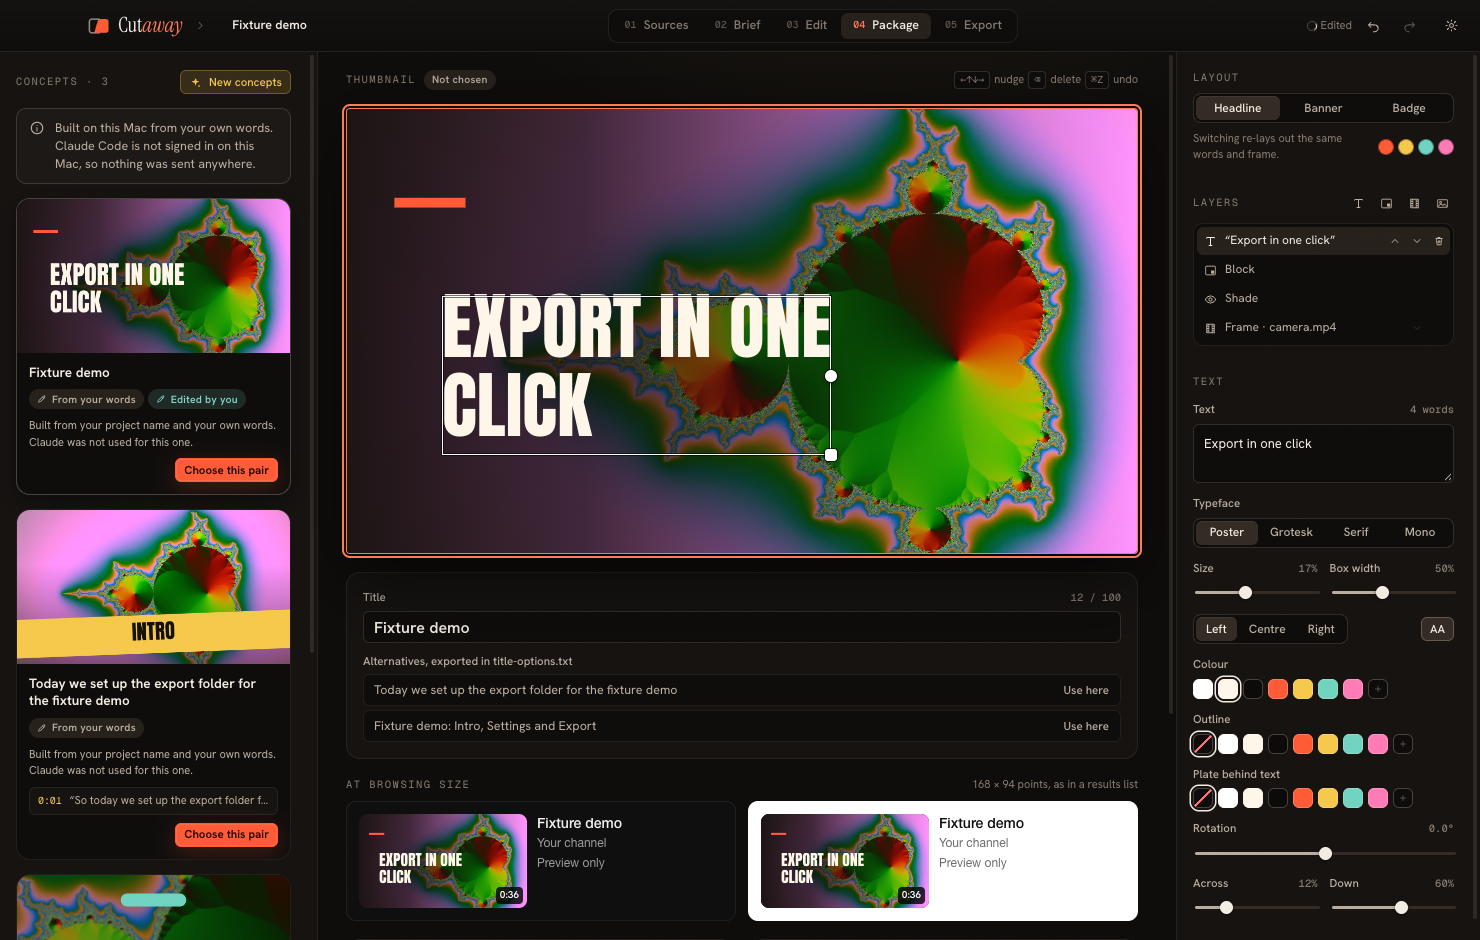 Cutaway
Fixture demo
01 Sources
02 Brief
03 Edit
04 Package
05 Export
Edited
CONCEPTS · 3
New concepts
Built on this Mac from your own words.
Claude Code is not signed in on this
Mac, so nothing was sent anywhere.
EXPORT IN ONE
CLICK
Fixture demo
From your words
Edited by you
Built from your project name and your own words.
Claude was not used for this one.
Choose this pair
INTRO
Today we set up the export folder for
the fixture demo
From your words
Built from your project name and your own words.
Claude was not used for this one.
0:01 “So today we set up the export folder f...
Choose this pair
THUMBNAIL
Not chosen
←↑↓→ nudge ⌫ delete ⌘Z undo
EXPORT IN ONE
CLICK
Title
12 / 100
Fixture demo
Alternatives, exported in title-options.txt
Today we set up the export folder for the fixture demo
Use here
Fixture demo: Intro, Settings and Export
Use here
AT BROWSING SIZE
168 × 94 points, as in a results list
EXPORT IN ONE
CLICK
0:36
Fixture demo
Your channel
Preview only
EXPORT IN ONE
CLICK
0:36
Fixture demo
Your channel
Preview only
LAYOUT
Headline
Banner
Badge
Switching re-lays out the same
words and frame.
LAYERS
“Export in one click”
Block
Shade
Frame · camera.mp4
TEXT
Text
4 words
Export in one click
Typeface
Poster
Grotesk
Serif
Mono
Size 17%
Box width 50%
Left
Centre
Right
AA
Colour
Outline
Plate behind text
Rotation
0.0°
Across 12%
Down 60%